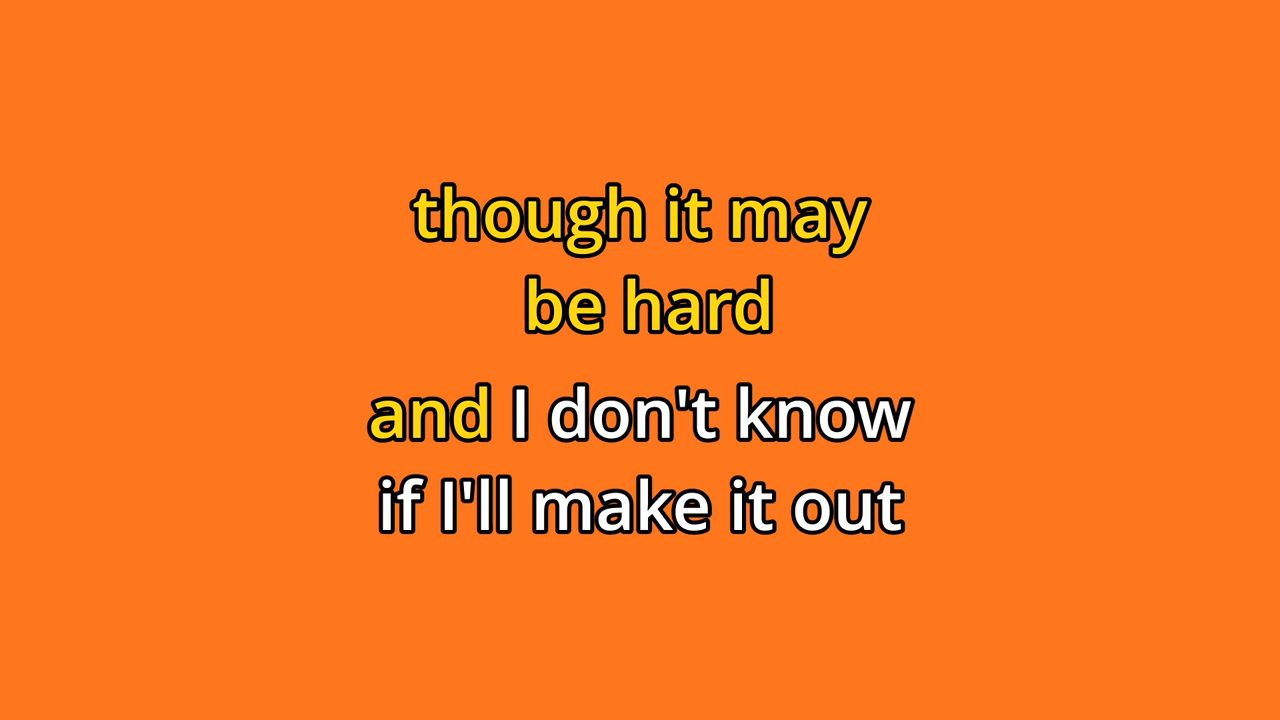 though it may
be hard
and I don't know
if I'll make it out